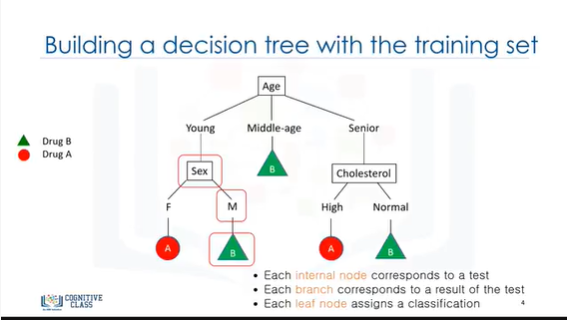 Building a decision tree with the training set
Age
Young Middle-age Senior
Drug B
Drug A
Sex B Cholesterol
F M High Normal
A B A B
• Each internal node corresponds to a test
• Each branch corresponds to a result of the test
• Each leaf node assigns a classification
COGNITIVE
CLASS
4